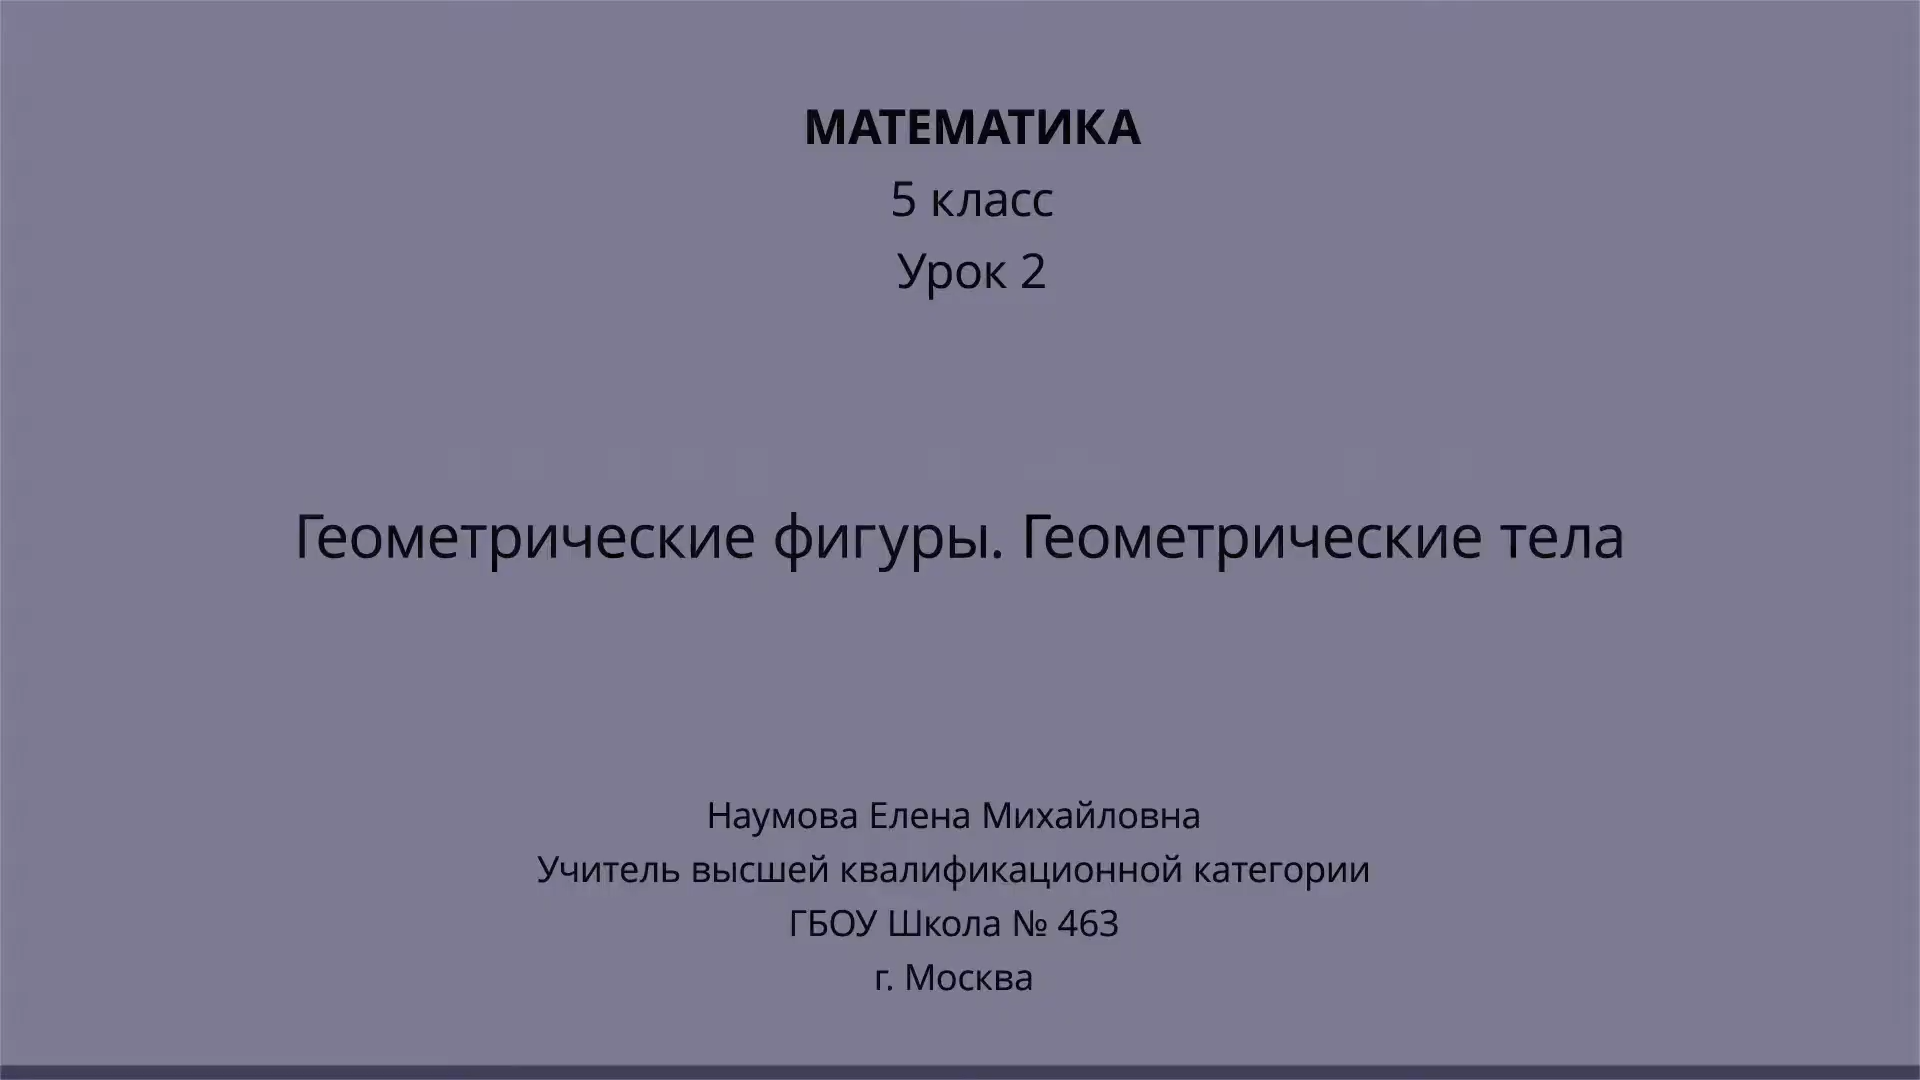 МАТЕМАТИКА
5 класс
Урок 2
Геометрические фигуры. Геометрические тела
Наумова Елена Михайловна
Учитель высшей квалификационной категории
ГБОУ Школа № 463
г. Москва